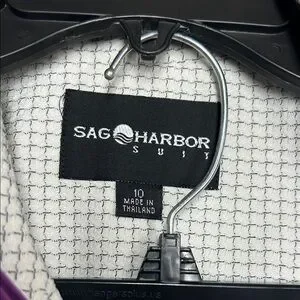 SAG HARBOR
SUIT
10
MADE IN
THAILAND